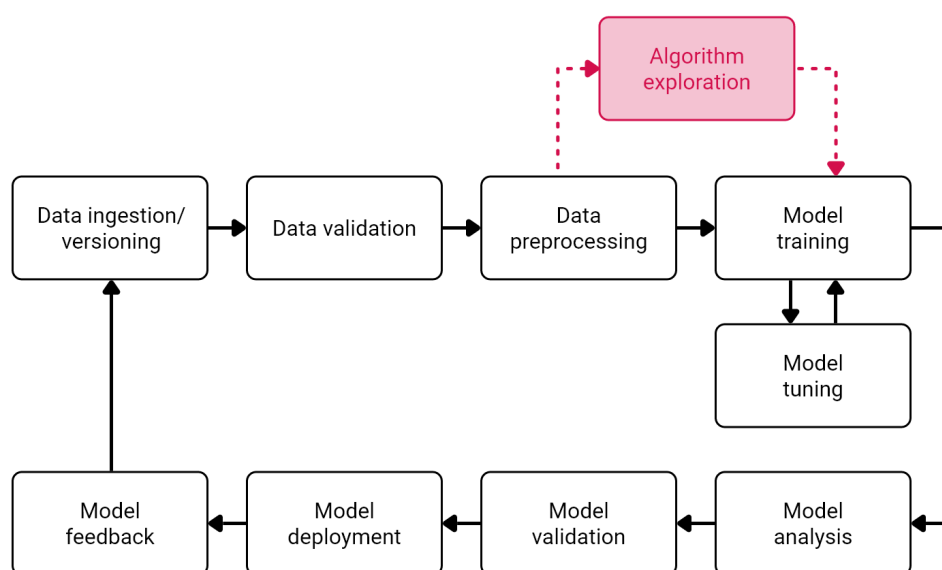 Algorithm
exploration
Data ingestion/
versioning
Data validation
Data
preprocessing
Model
training
Model
tuning
Model
feedback
Model
deployment
Model
validation
Model
analysis